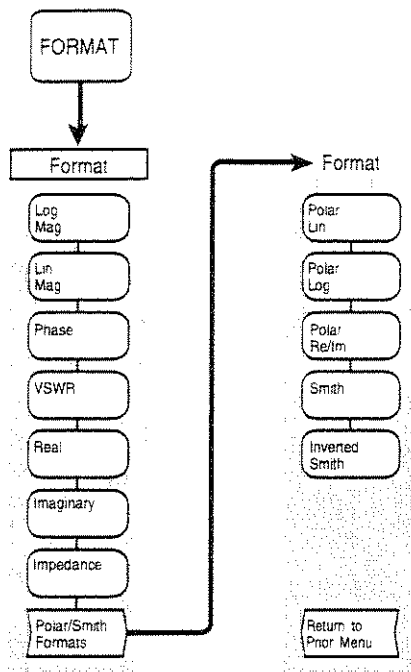 FORMAT
Format
Log
Mag
Lin
Mag
Phase
VSWR
Real
Imaginary
Impedance
Polar/Smith
Formats
Format
Polar
Lin
Polar
Log
Polar
Re/Im
Smith
Inverted
Smith
Return to
Prior Menu